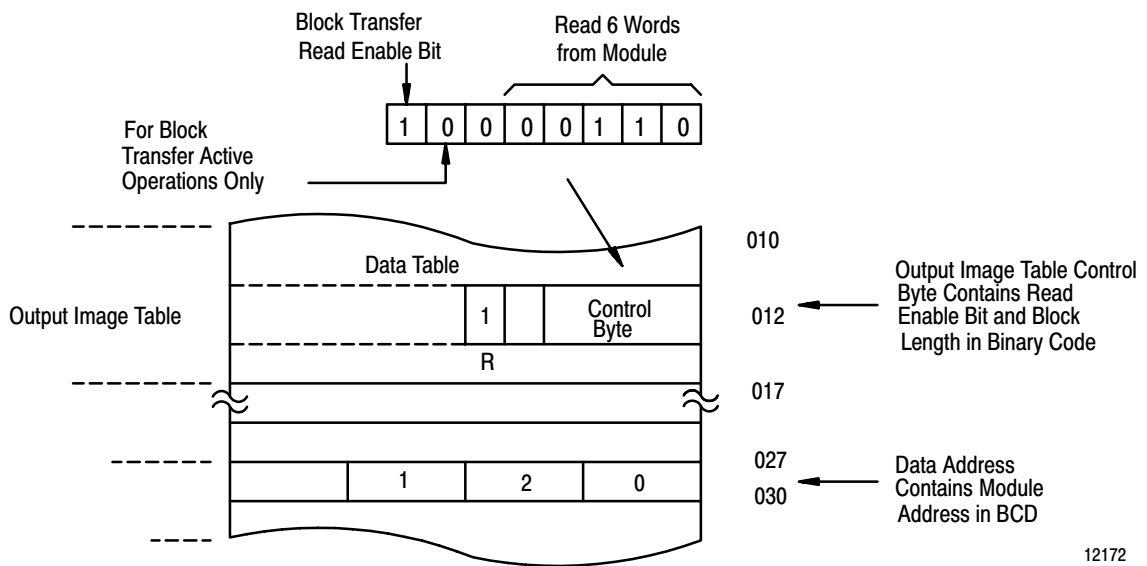 Block Transfer
Read Enable Bit
Read 6 Words
from Module
1 0 0 0 0 1 1 0
For Block
Transfer Active
Operations Only
010
Data Table
Output Image Table
1
Control
Byte
012
Output Image Table Control
Byte Contains Read
Enable Bit and Block
Length in Binary Code
R
017
027
1 2 0
030
Data Address
Contains Module
Address in BCD
12172